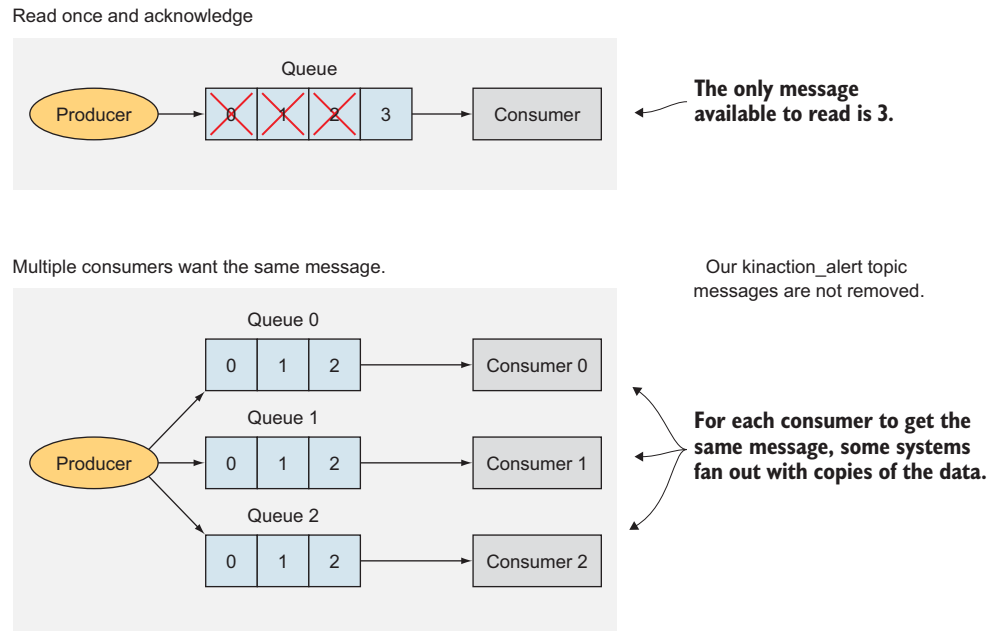 Read once and acknowledge
Queue
Producer
0 1 2 3
Consumer
The only message
available to read is 3.
Multiple consumers want the same message.
Our kinaction_alert topic
messages are not removed.
Queue 0
0 1 2
Consumer 0
Queue 1
Producer
0 1 2
Consumer 1
For each consumer to get the
same message, some systems
fan out with copies of the data.
Queue 2
0 1 2
Consumer 2